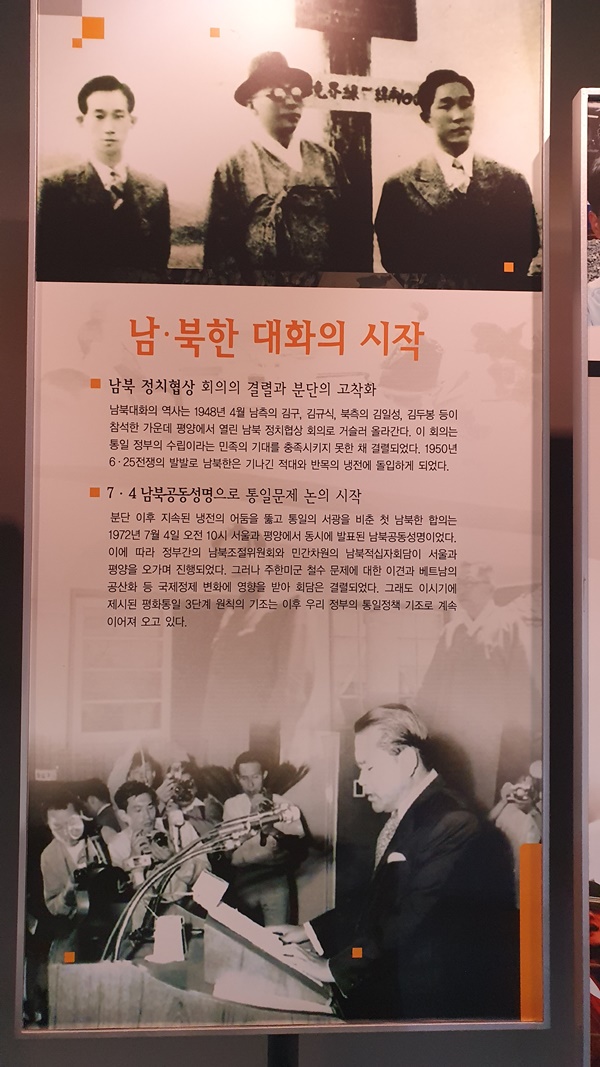 남·북한 대화의 시작
남북 정치협상 회의의 결렬과 분단의 고착화
남북대화의 역사는 1948년 4월 남측의 김구, 김규식, 북측의 김일성, 김두봉 등이
참석한 가운데 평양에서 열린 남북 정치협상 회의로 거슬러 올라간다. 이 회의는
통일 정부의 수립이라는 민족의 기대를 충족시키지 못한 채 결렬되었다. 1950년
6·25전쟁의 발발로 남북한은 기나긴 적대와 반목의 냉전에 돌입하게 되었다.
7·4 남북공동성명으로 통일문제 논의 시작
분단 이후 지속된 냉전의 어둠을 뚫고 통일의 서광을 비춘 첫 남북한 합의는
1972년 7월 4일 오전 10시 서울과 평양에서 동시에 발표된 남북공동성명이었다.
이에 따라 정부간의 남북조절위원회와 민간차원의 남북적십자회담이 서울과
평양을 오가며 진행되었다. 그러나 주한미군 철수 문제에 대한 이견과 베트남의
공산화 등 국제정제 변화에 영향을 받아 회담은 결렬되었다. 그래도 이시기에
제시된 평화통일 3단계 원칙의 기조는 이후 우리 정부의 통일정책 기조로 계속
이어져 오고 있다.